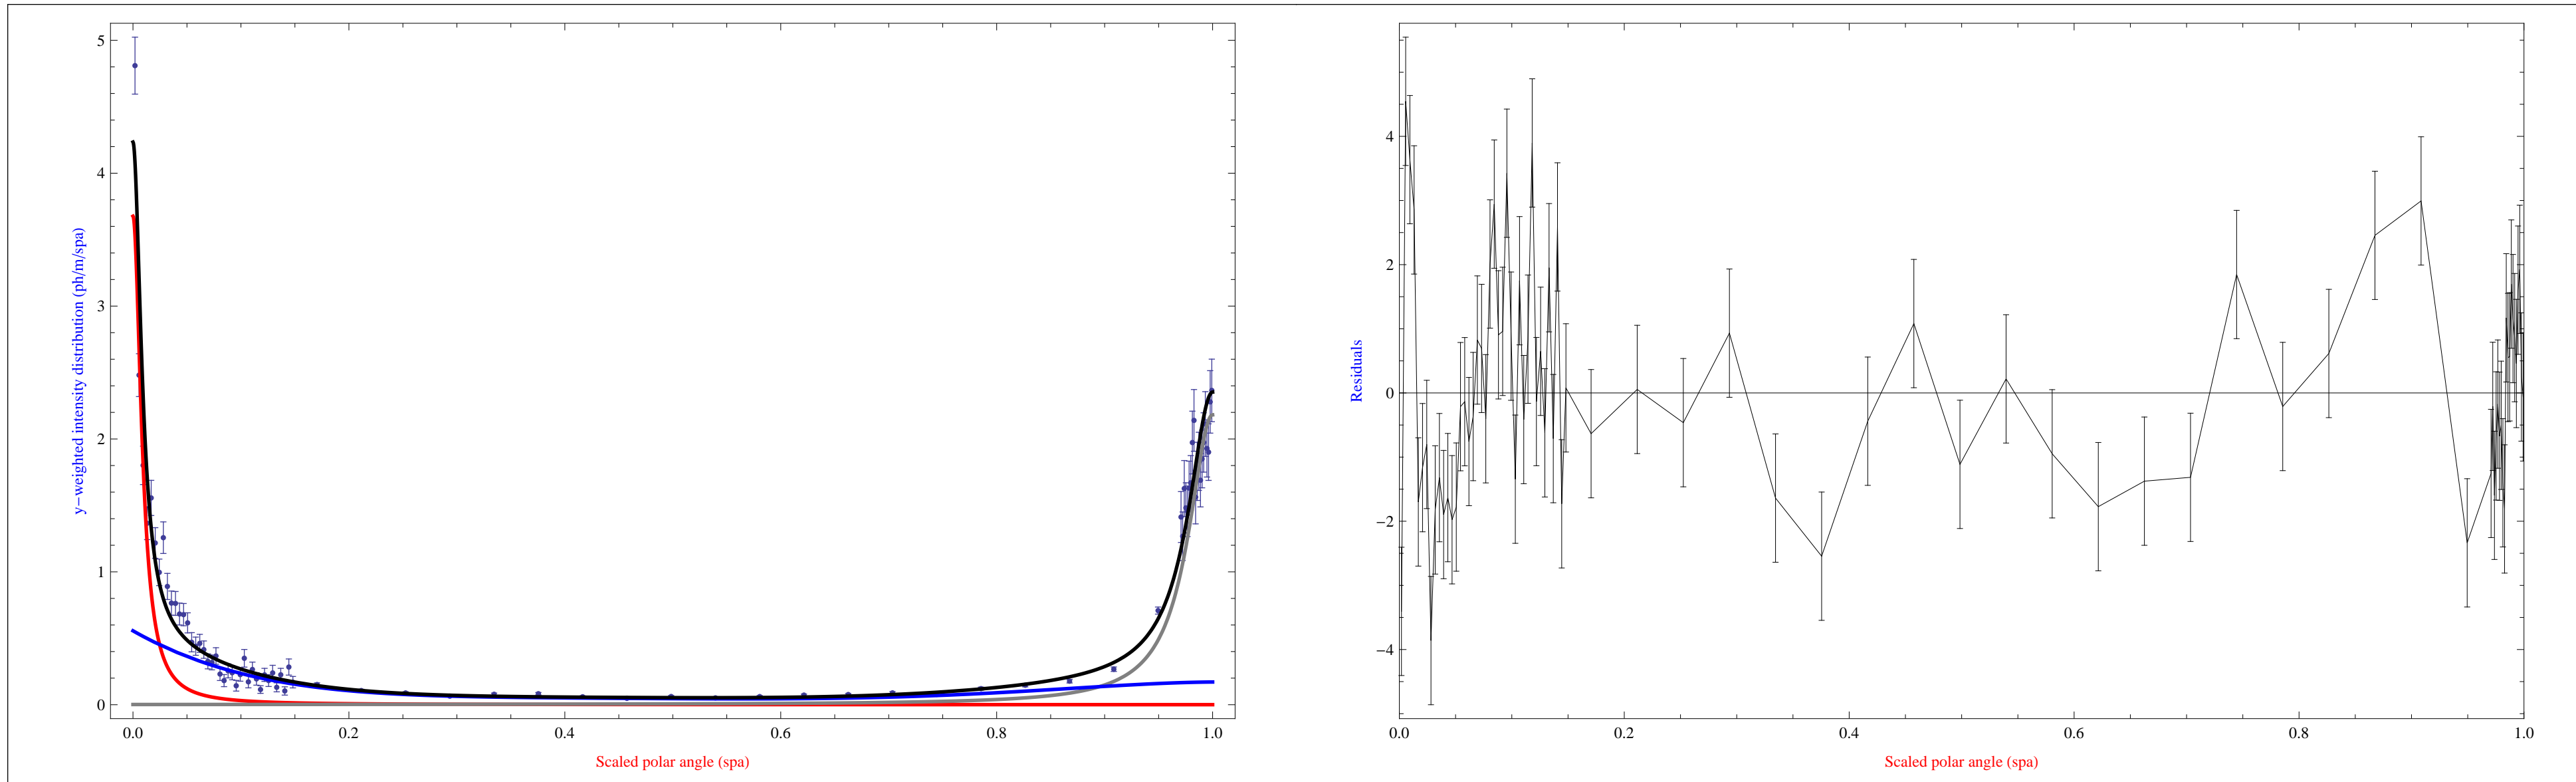 5
4
3
2
1
0
y-weighted intensity distribution (ph/m/spa)
0.0 0.2 0.4 0.6 0.8 1.0
Scaled polar angle (spa)
4
2
0
−2
−4
Residuals
0.0 0.2 0.4 0.6 0.8 1.0
Scaled polar angle (spa)